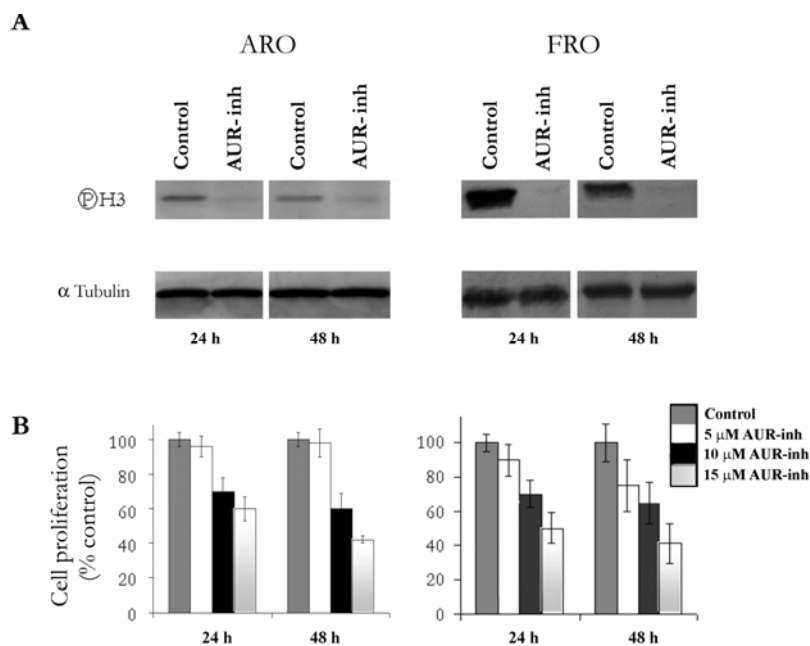 A
ARO
FRO
Control
AUR- inh
Control
AUR- inh
Control
AUR- inh
Control
AUR- inh
Ⓟ H3
α Tubulin
24 h
48 h
24 h
48 h
B
Control
5 μM AUR-inh
10 μM AUR-inh
15 μM AUR-inh
Cell proliferation
(% control)
100
80
60
40
20
0
24 h
48 h
100
80
60
40
20
0
24 h
48 h